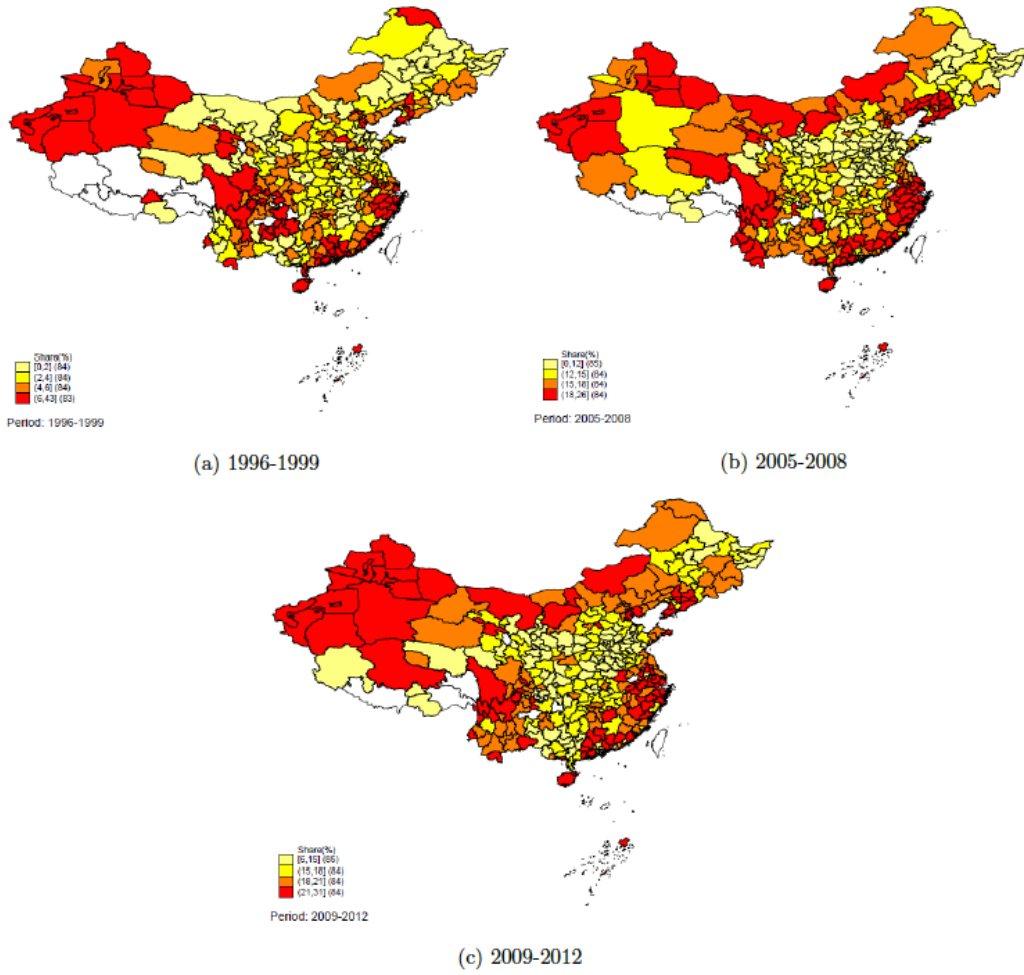 Share(%)
[0,2] (84)
(2,4] (84)
(4,6] (84)
(6,43] (83)
Period: 1996-1999
(a) 1996-1999
Share(%)
[0,12] (85)
(12,15] (84)
(15,18] (84)
(18,26] (84)
Period: 2005-2008
(b) 2005-2008
Share(%)
[6,15] (85)
(15,18] (84)
(18,21] (84)
(21,31] (84)
Period: 2009-2012
(c) 2009-2012